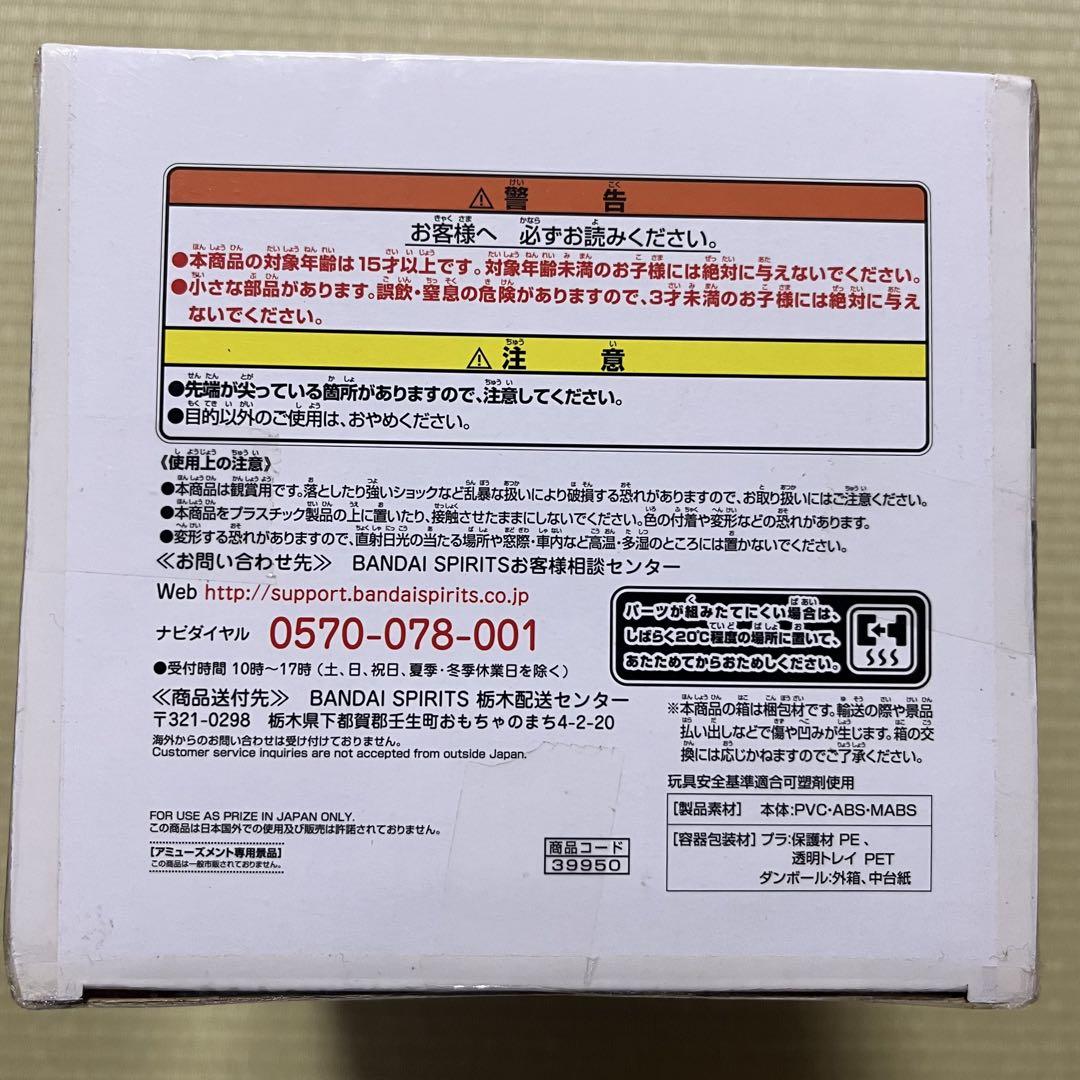 ⚠警告
お客様へ 必ずお読みください。
●本商品の対象年齢は15才以上です。対象年齢未満のお子様には絶対に与えないでください。
●小さな部品があります。誤飲・窒息の危険がありますので、3才未満のお子様には絶対に与え
ないでください。
⚠注意
●先端が尖っている箇所がありますので、注意してください。
●目的以外のご使用は、おやめください。
《使用上の注意》
●本商品は観賞用です。落としたり強いショックなど乱暴な扱いにより破損する恐れがありますので、お取り扱いにはご注意ください。
●本商品をプラスチック製品の上に置いたり、接触させたままにしないでください。色の付着や変形などの恐れがあります。
●変形する恐れがありますので、直射日光の当たる場所や窓際・車内など高温・多湿のところには置かないでください。
≪お問い合わせ先≫ BANDAI SPIRITSお客様相談センター
Web http://support.bandaispirits.co.jp
ナビダイヤル 0570-078-001
●受付時間 10時～17時(土、日、祝日、夏季・冬季休業日を除く)
≪商品送付先≫ BANDAI SPIRITS 栃木配送センター
〒321-0298 栃木県下都賀郡壬生町おもちゃのまち4-2-20
海外からのお問い合わせは受け付けておりません。
Customer service inquiries are not accepted from outside Japan.
パーツが組みたてにくい場合は、
しばらく20℃程度の場所に置いて、
あたためてからおためしください。
※本商品の箱は梱包材です。輸送の際や景品
払い出しなどで傷や凹みが生じます。箱の交
換には応じかねますのでご了承ください。
玩具安全基準適合可塑剤使用
[製品素材] 本体:PVC・ABS・MABS
[容器包装材] プラ:保護材 PE、
透明トレイ PET
ダンボール:外箱、中台紙
FOR USE AS PRIZE IN JAPAN ONLY.
この商品は日本国外での使用及び販売は許諾されておりません。
[アミューズメント専用景品]
この商品は一般市販されておりません。
商品コード
39950